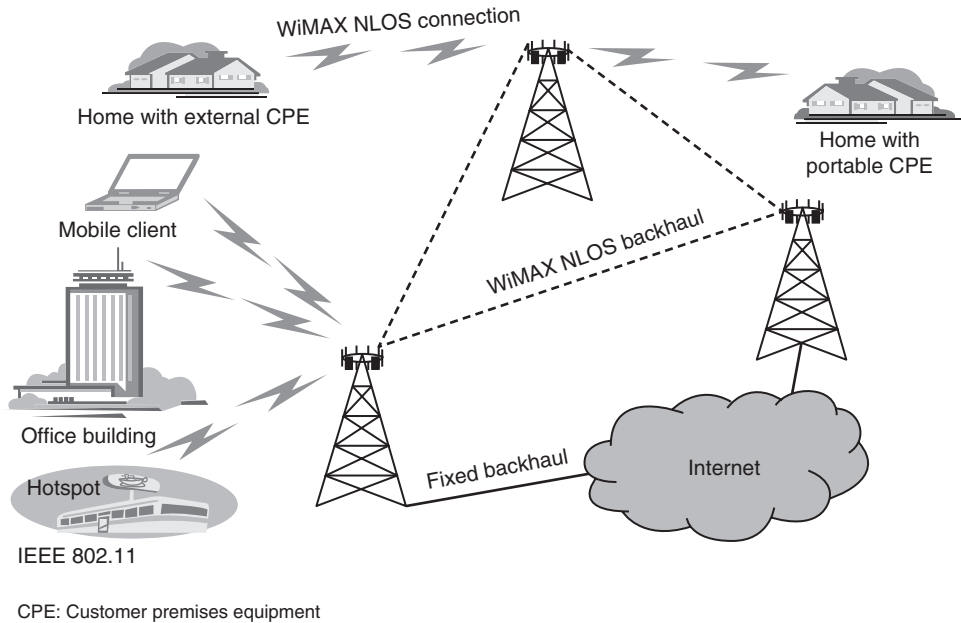 WiMAX NLOS connection
Home with external CPE
Home with
portable CPE
Mobile client
WiMAX NLOS backhaul
Office building
Fixed backhaul
Internet
Hotspot
IEEE 802.11
CPE: Customer premises equipment